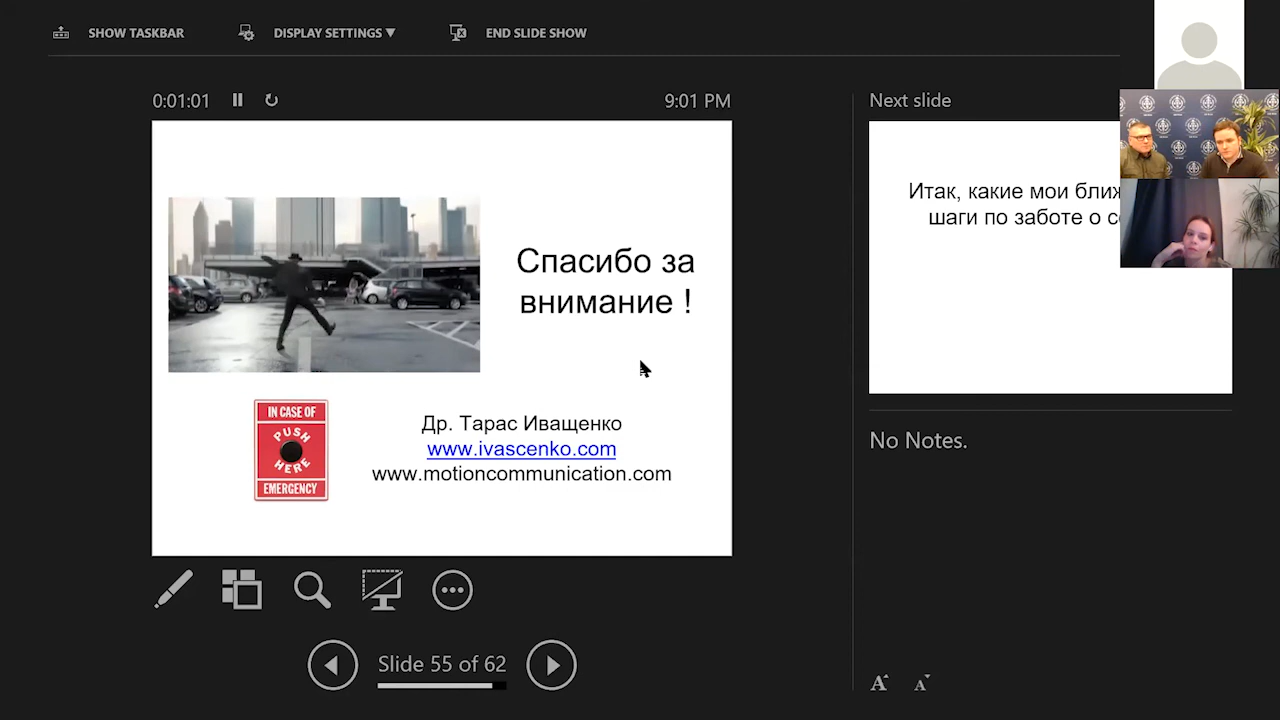 SHOW TASKBAR
DISPLAY SETTINGS ▼
END SLIDE SHOW
0:01:01
9:01 PM
Next slide
Спасибо за
внимание !
IN CASE OF
PUSH
HERE
EMERGENCY
Др. Тарас Иващенко
www.ivascenko.com
www.motioncommunication.com
Итак, какие мои
шаги по заботе о
No Notes.
Slide 55 of 62
A
A